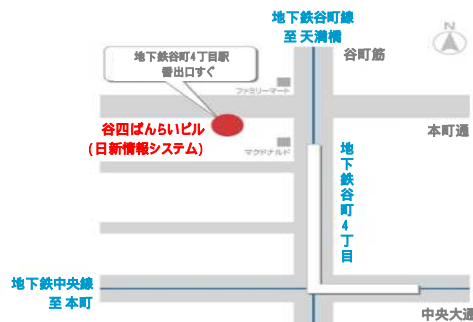 地下鉄谷町線
至 天満橋
谷町筋
N
地下鉄谷町4丁目駅
番出口すぐ
ファミリーマート
谷四ばんらいビル
(日新情報システム)
本町通
マクドナルド
地下鉄谷町4丁目
地下鉄中央線
至 本町
中央大通